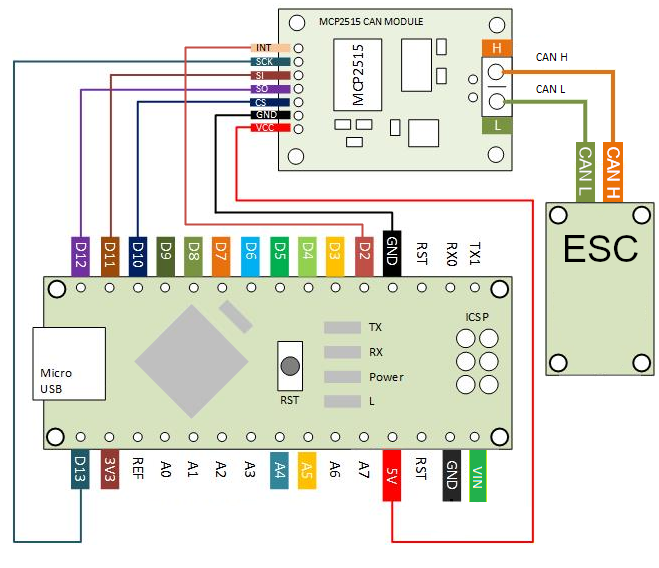 MCP2515 CAN MODULE
INT
SCK
SI
SO
CS
GND
VCC
MCP2515
H
L
CAN H
CAN L
CAN L
CAN H
ESC
D12
D11
D10
D9
D8
D7
D6
D5
D4
D3
D2
GND
RST
RX0
TX1
Micro
USB
RST
TX
RX
Power
L
ICSP
D13
3V3
REF
A0
A1
A2
A3
A4
A5
A6
A7
5V
RST
GND
VIN